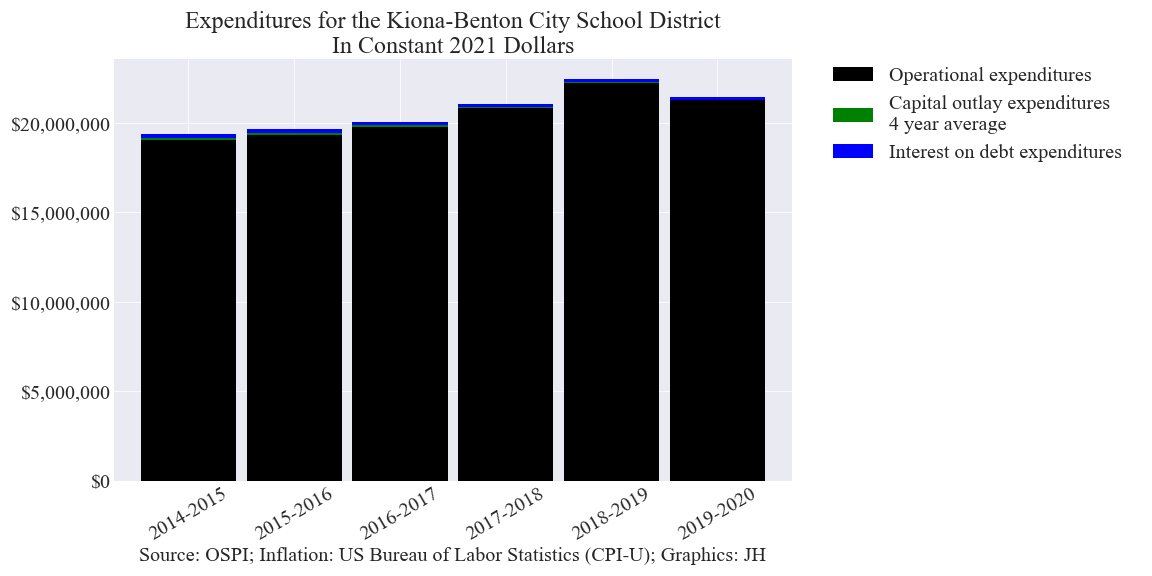 Expenditures for the Kiona-Benton City School District
In Constant 2021 Dollars
Operational expenditures
Capital outlay expenditures
4 year average
Interest on debt expenditures
$20,000,000
$15,000,000
$10,000,000
$5,000,000
$0
2014-2015
2015-2016
2016-2017
2017-2018
2018-2019
2019-2020
Source: OSPI; Inflation: US Bureau of Labor Statistics (CPI-U); Graphics: JH